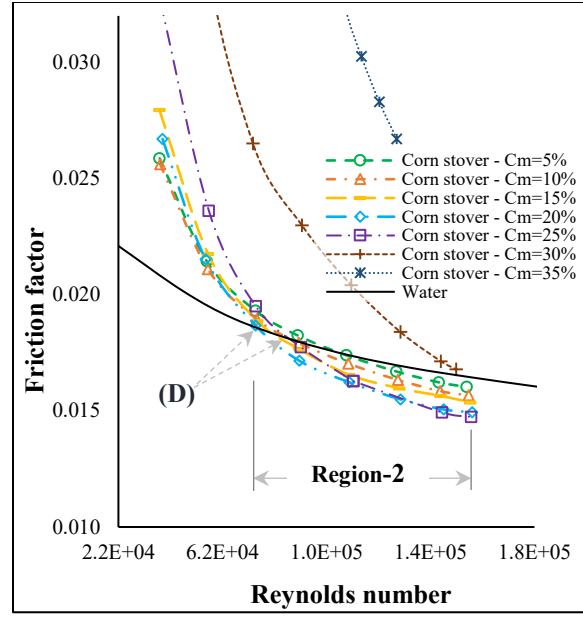 0.030
0.025
0.020
0.015
0.010
Friction factor
Corn stover - Cm=5%
Corn stover - Cm=10%
Corn stover - Cm=15%
Corn stover - Cm=20%
Corn stover - Cm=25%
Corn stover - Cm=30%
Corn stover - Cm=35%
Water
(D)
Region-2
2.2E+04 6.2E+04 1.0E+05 1.4E+05 1.8E+05
Reynolds number